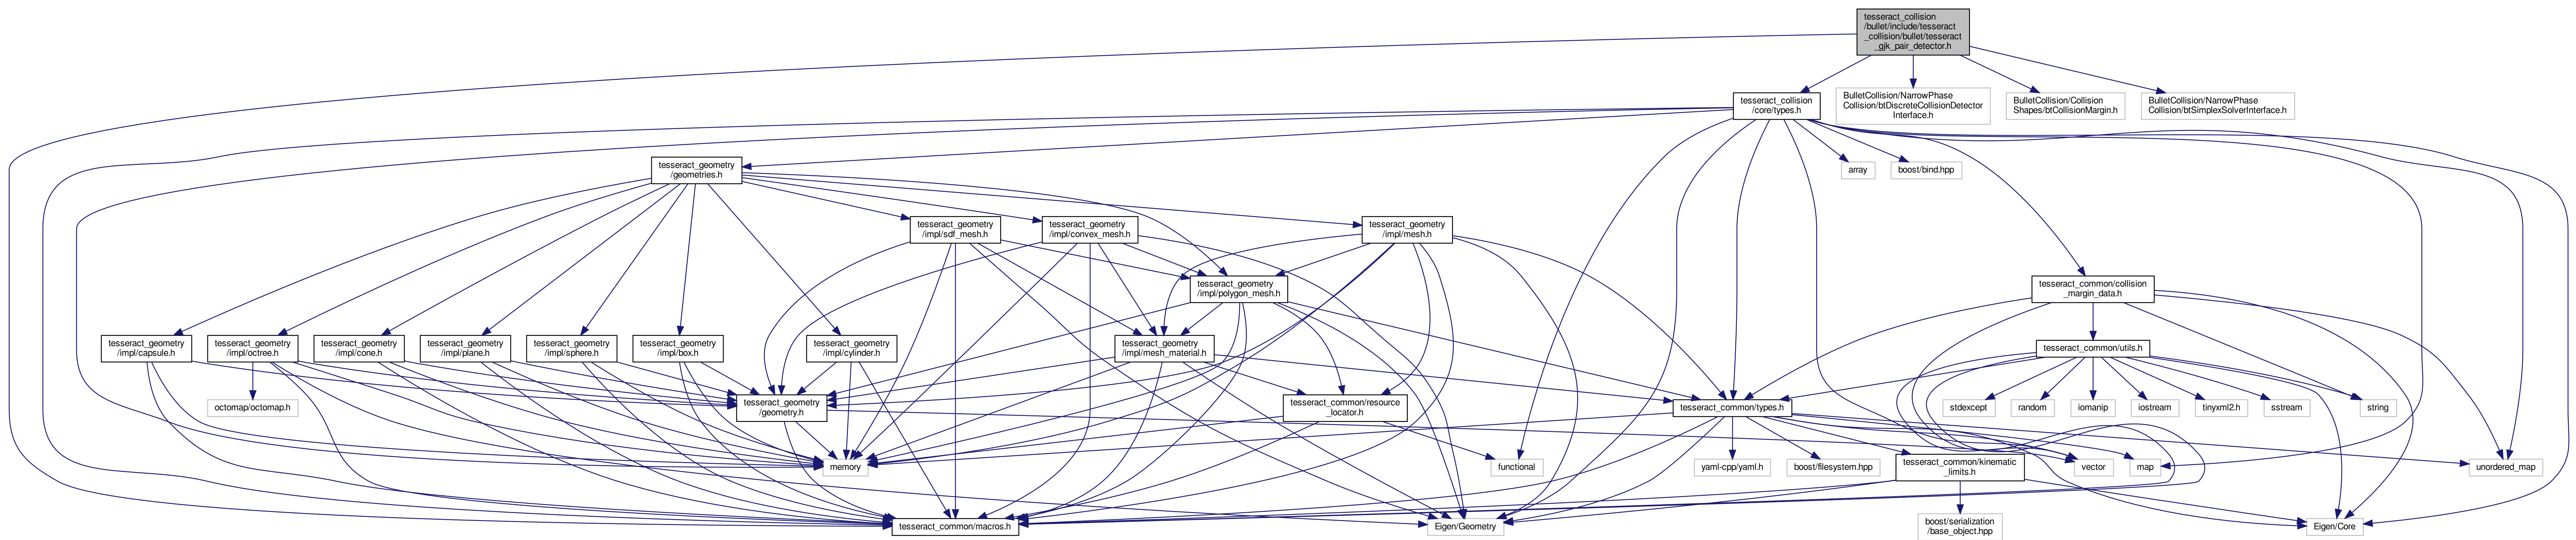 tesseract_collision
/bullet/include/tesseract
_collision/bullet/tesseract
_gjk_pair_detector.h
tesseract_collision
/core/types.h
BulletCollision/NarrowPhase
Collision/btDiscreteCollisionDetector
Interface.h
BulletCollision/Collision
Shapes/btCollisionMargin.h
BulletCollision/NarrowPhase
Collision/btSimplexSolverInterface.h
tesseract_geometry
/geometries.h
array
boost/bind.hpp
tesseract_geometry
/impl/sdf_mesh.h
tesseract_geometry
/impl/convex_mesh.h
tesseract_geometry
/impl/mesh.h
tesseract_geometry
/impl/polygon_mesh.h
tesseract_common/collision
_margin_data.h
tesseract_geometry
/impl/capsule.h
tesseract_geometry
/impl/octree.h
tesseract_geometry
/impl/cone.h
tesseract_geometry
/impl/plane.h
tesseract_geometry
/impl/sphere.h
tesseract_geometry
/impl/box.h
tesseract_geometry
/impl/cylinder.h
tesseract_geometry
/impl/mesh_material.h
tesseract_common/utils.h
octomap/octomap.h
tesseract_geometry
/geometry.h
tesseract_common/resource
_locator.h
tesseract_common/types.h
stdexcept
random
iomanip
iostream
tinyxml2.h
sstream
string
memory
functional
yaml-cpp/yaml.h
boost/filesystem.hpp
tesseract_common/kinematic
_limits.h
vector
map
unordered_map
tesseract_common/macros.h
Eigen/Geometry
boost/serialization
/base_object.hpp
Eigen/Core